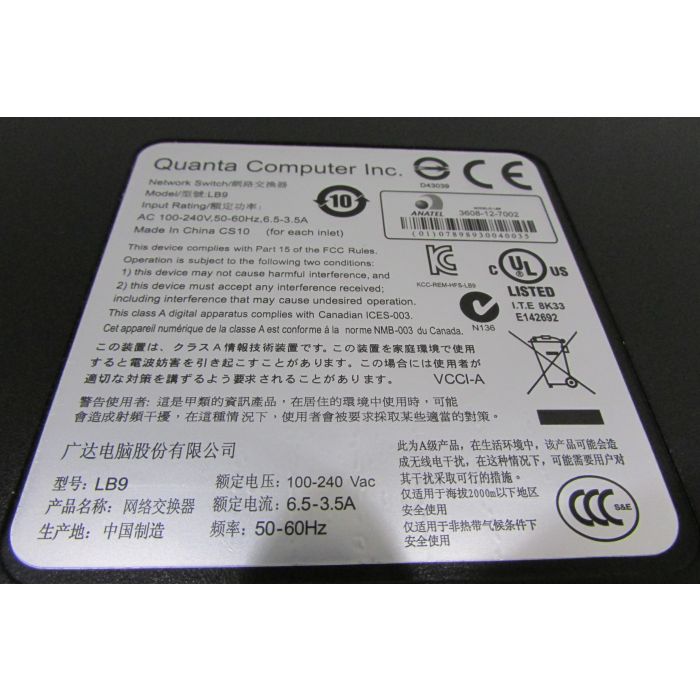 Quanta Computer Inc.
Network Switch/網路交換器
Model/型號:LB9
Input Rating/額定功率:
AC 100-240V,50-60Hz,6.5-3.5A
Made In China CS10 (for each inlet)
10
D43039
CE
ANATEL
3608-12-7002
(01)07898930040035
This device complies with Part 15 of the FCC Rules.
Operation is subject to the following two conditions:
1) this device may not cause harmful interference, and
2) this device must accept any interference received;
including interference that may cause undesired operation.
This class A digital apparatus complies with Canadian ICES-003.
Cet appareil numérique de la classe A est conforme à la norme NMB-003 du Canada.
KCC-REM-HFS-LB9
N136
C UL US
LISTED
I.T.E 8K33
E142692
この装置は、クラスA情報技術装置です。この装置を家庭環境で使用
すると電波妨害を引き起こすことがあります。この場合には使用者が
適切な対策を講ずるよう要求されることがあります。 VCCI-A
警告使用者: 這是甲類的資訊產品，在居住的環境中使用時，可能
會造成射頻干擾，在這種情況下，使用者會被要求採取某些適當的對策。
广达电脑股份有限公司
型号: LB9 额定电压: 100-240 Vac
产品名称: 网络交换器 额定电流: 6.5-3.5A
生产地: 中国制造 频率: 50-60Hz
此为A级产品，在生活环境中，该产品可能会造
成无线电干扰，在这种情况下，可能需要用户对
其干扰采取可行的措施。
仅适用于海拔2000m以下地区
安全使用
仅适用于非热带气候条件下
安全使用
CCC S&E